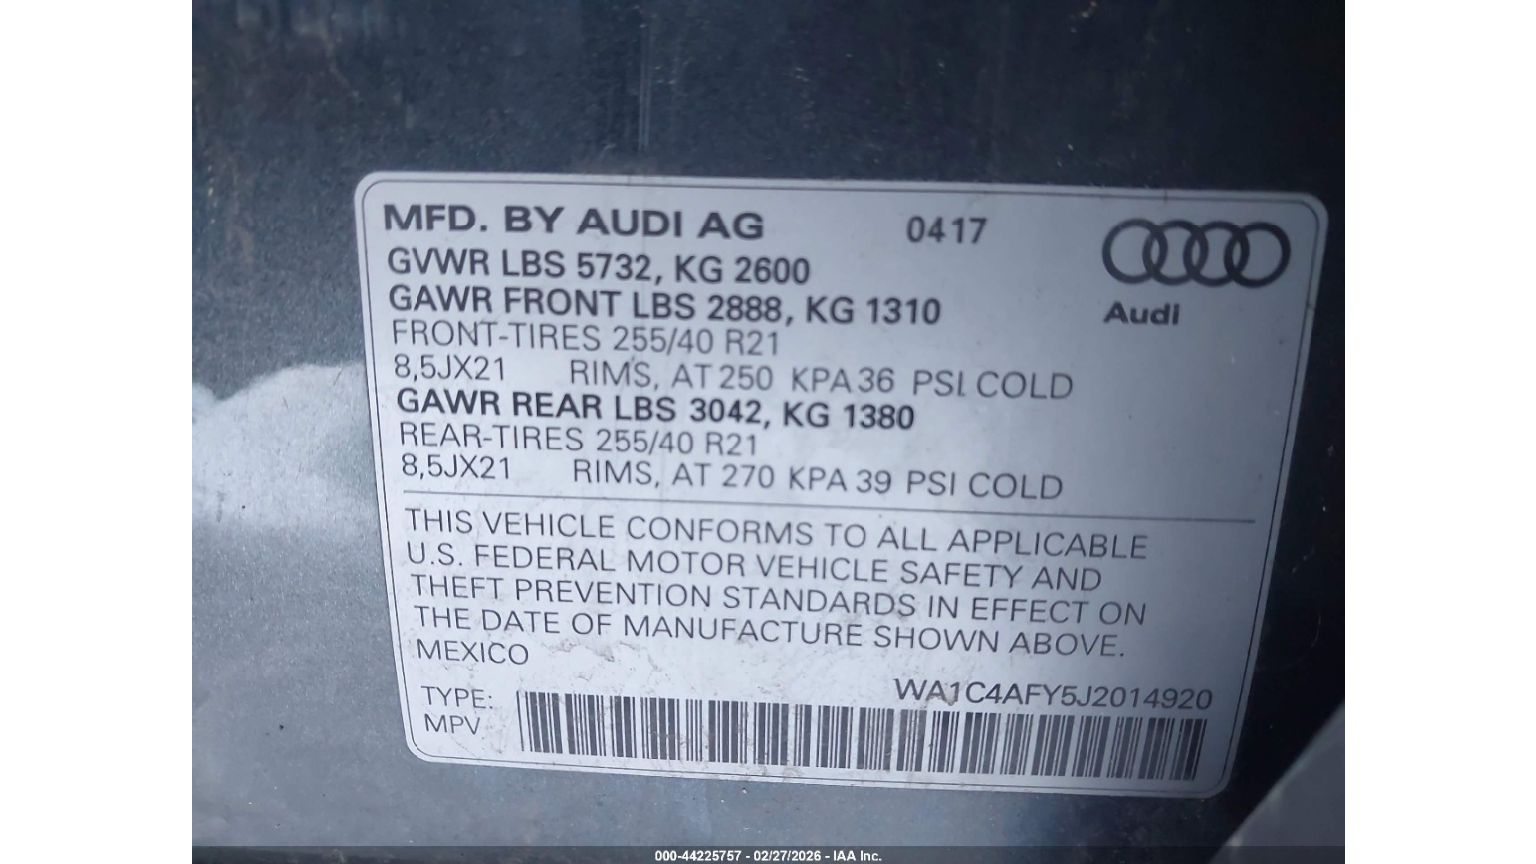 MFD. BY AUDI AG 0417
GVWR LBS 5732, KG 2600
GAWR FRONT LBS 2888, KG 1310
Audi
FRONT-TIRES 255/40 R21
8,5JX21 RIMS, AT 250 KPA 36 PSI COLD
GAWR REAR LBS 3042, KG 1380
REAR-TIRES 255/40 R21
8,5JX21 RIMS, AT 270 KPA 39 PSI COLD
THIS VEHICLE CONFORMS TO ALL APPLICABLE
U.S. FEDERAL MOTOR VEHICLE SAFETY AND
THEFT PREVENTION STANDARDS IN EFFECT ON
THE DATE OF MANUFACTURE SHOWN ABOVE.
MEXICO
WA1C4AFY5J2014920
TYPE:
MPV
000-44225757 - 02/27/2026 - IAA Inc.